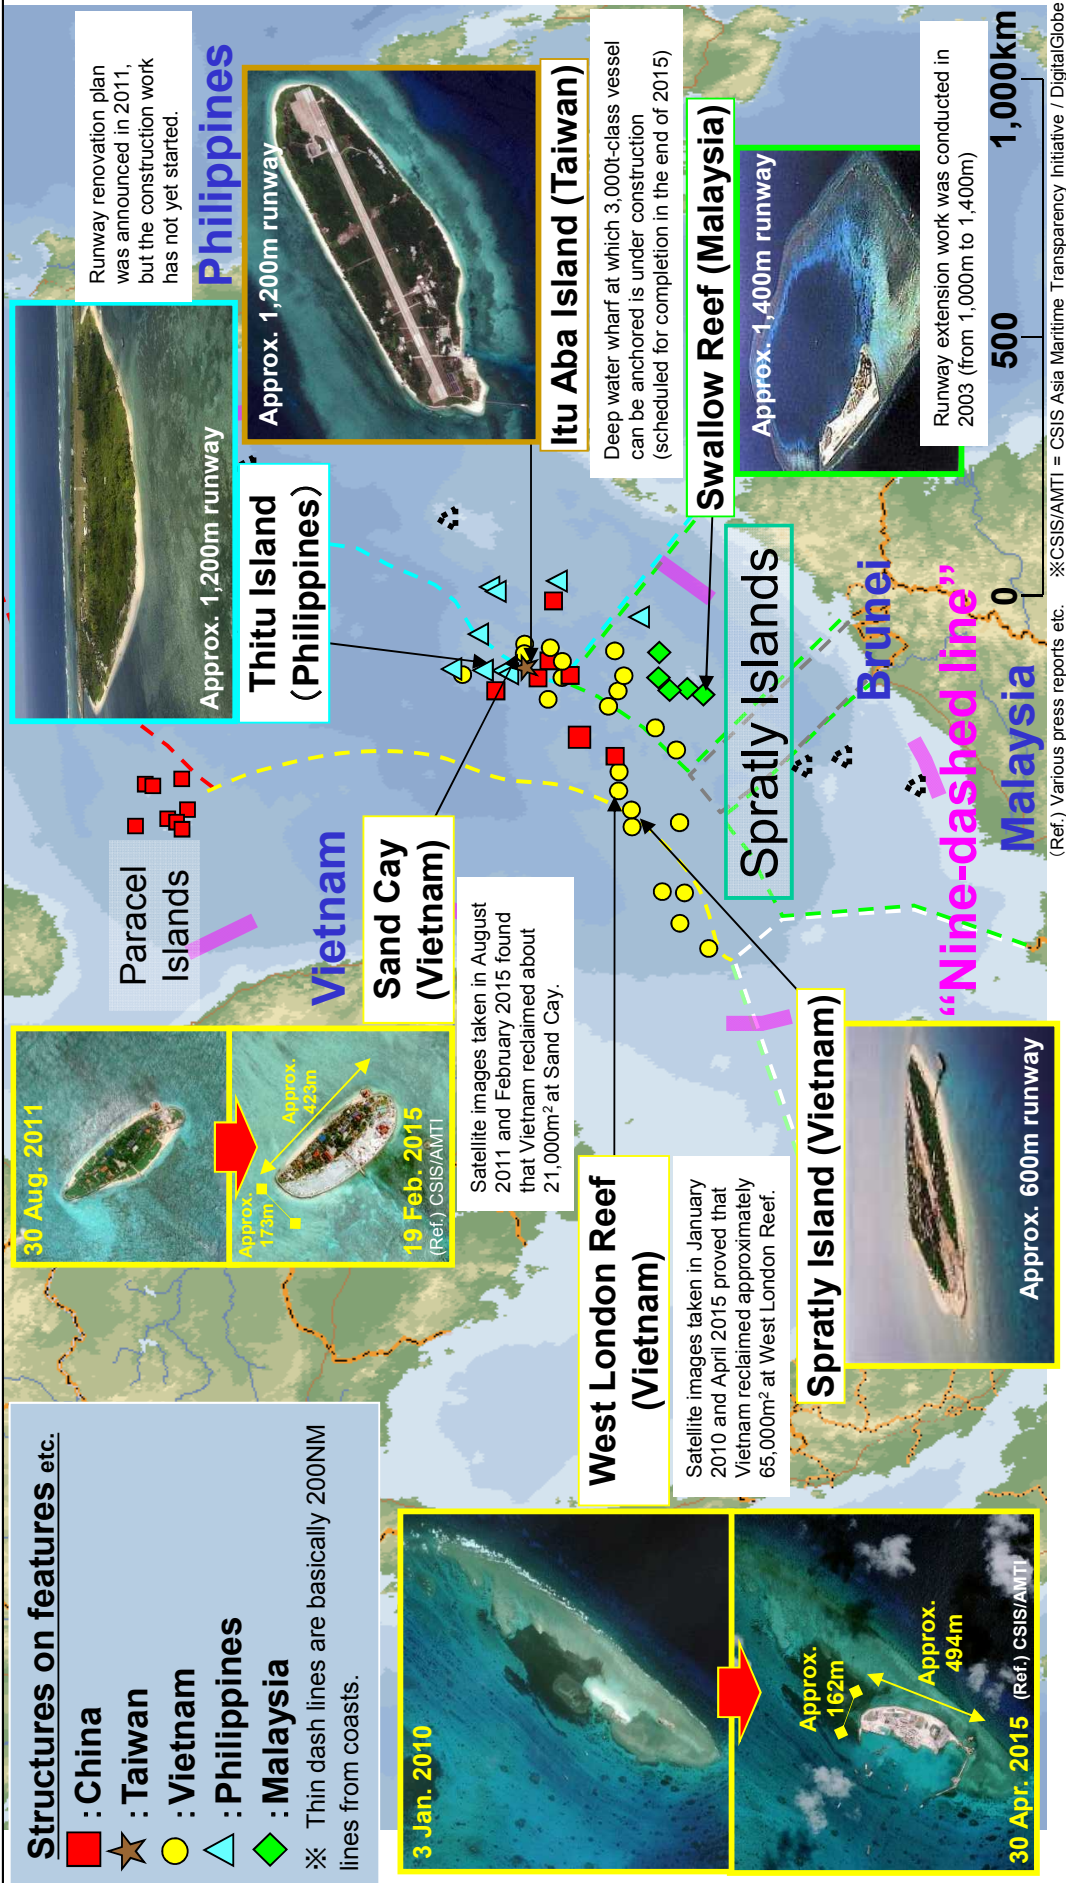 Structures on features etc.
: China
: Taiwan
: Vietnam
: Philippines
: Malaysia
※ Thin dash lines are basically 200NM
lines from coasts.
30 Aug. 2011
Approx.
173m
Approx.
423m
19 Feb. 2015
(Ref.) CSIS/AMTI
Paracel
Islands
Vietnam
Sand Cay
(Vietnam)
Satellite images taken in August
2011 and February 2015 found
that Vietnam reclaimed about
21,000m² at Sand Cay.
Approx. 1,200m runway
Thitu Island
(Philippines)
Runway renovation plan
was announced in 2011,
but the construction work
has not yet started.
Philippines
Approx. 1,200m runway
Itu Aba Island (Taiwan)
Deep water wharf at which 3,000t-class vessel
can be anchored is under construction
(scheduled for completion in the end of 2015)
Swallow Reef (Malaysia)
Approx. 1,400m runway
Runway extension work was conducted in
2003 (from 1,000m to 1,400m)
3 Jan. 2010
Approx.
162m
Approx.
494m
30 Apr. 2015
(Ref.) CSIS/AMTI
West London Reef
(Vietnam)
Satellite images taken in January
2010 and April 2015 proved that
Vietnam reclaimed approximately
65,000m² at West London Reef.
Spratly Island (Vietnam)
Approx. 600m runway
Spratly Islands
Brunei
“Nine-dashed line”
Malaysia
0
500
1,000km
(Ref.) Various press reports etc. ※CSIS/AMTI = CSIS Asia Maritime Transparency Initiative / DigitalGlobe